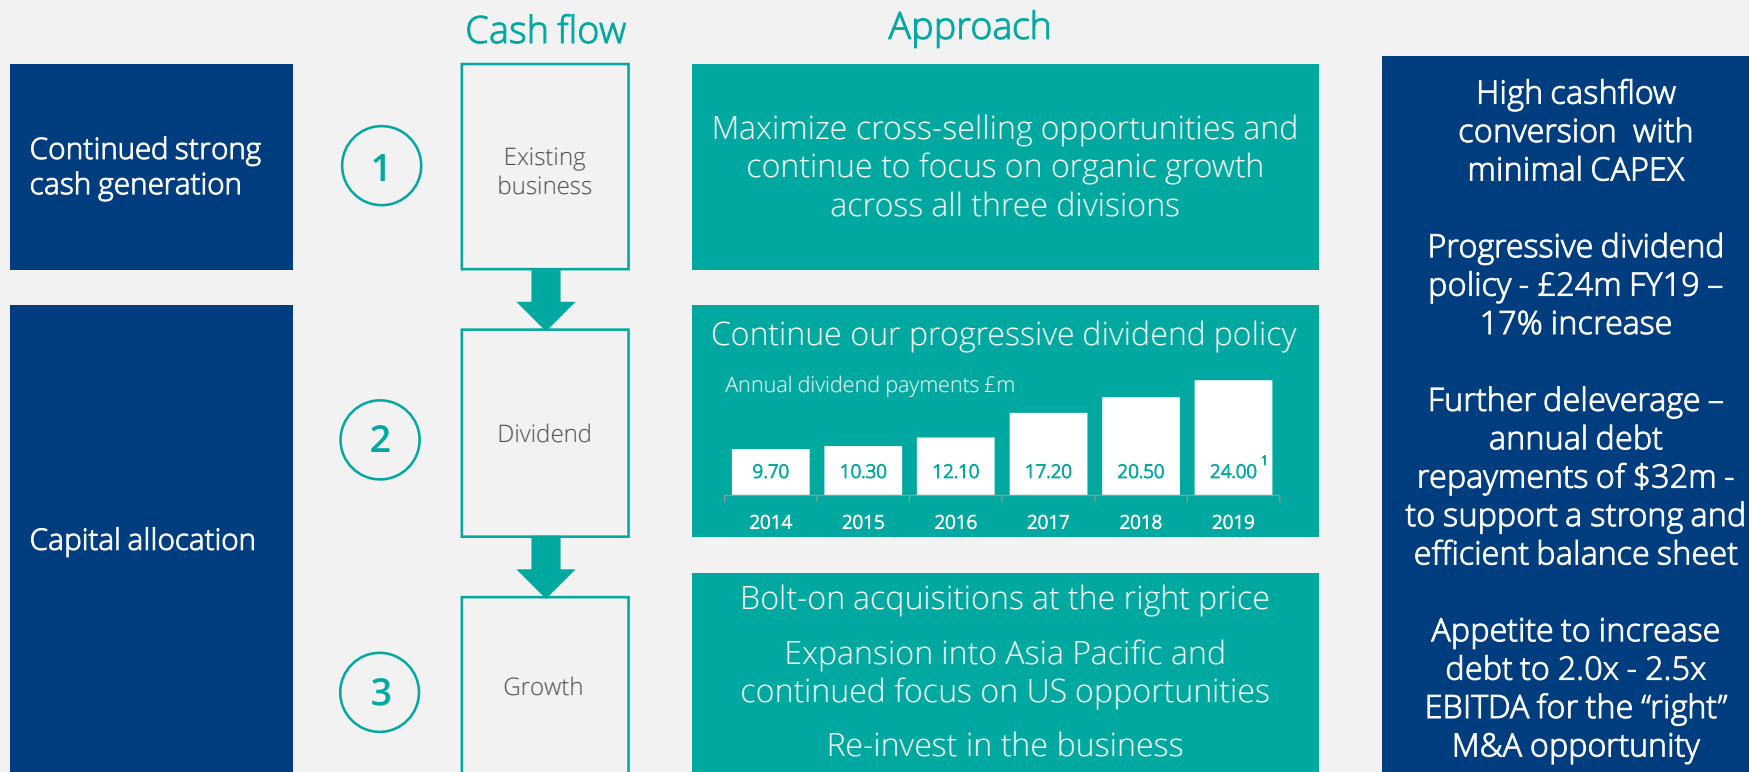 Cash flow
Approach
Continued strong
cash generation
1
Existing
business
Maximize cross-selling opportunities and
continue to focus on organic growth
across all three divisions
Capital allocation
2
Dividend
Continue our progressive dividend policy
Annual dividend payments £m
9.70 10.30 12.10 17.20 20.50 24.00 1
2014 2015 2016 2017 2018 2019
3
Growth
Bolt-on acquisitions at the right price
Expansion into Asia Pacific and
continued focus on US opportunities
Re-invest in the business
High cashflow
conversion with
minimal CAPEX
Progressive dividend
policy - £24m FY19 –
17% increase
Further deleverage –
annual debt
repayments of $32m -
to support a strong and
efficient balance sheet
Appetite to increase
debt to 2.0x - 2.5x
EBITDA for the “right”
M&A opportunity